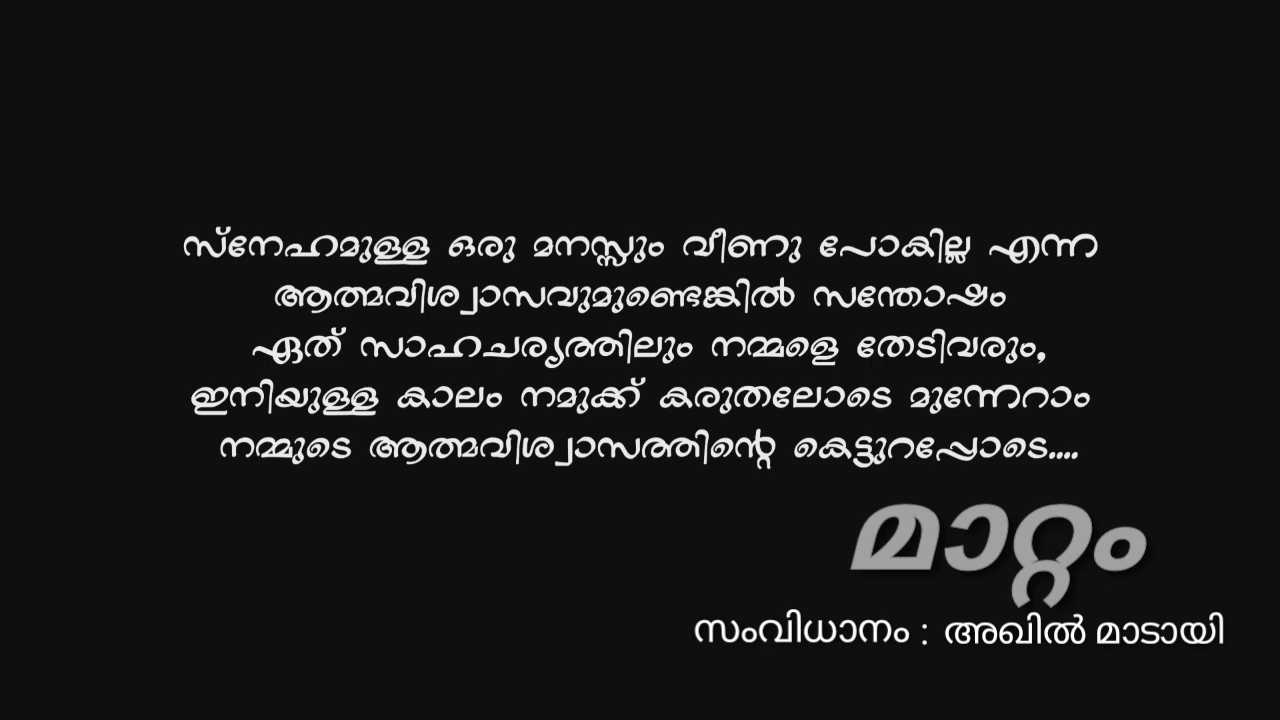 സ്നേഹമുള്ള ഒരു മനസ്സും വീണു പോകില്ല എന്ന
ആത്മവിശ്വാസവുമുണ്ടെങ്കിൽ സന്തോഷം
ഏത് സാഹചര്യത്തിലും നമ്മളെ തേടിവരും,
ഇനിയുള്ള കാലം നമുക്ക് കരുതലോടെ മുന്നേറാം
നമ്മുടെ ആത്മവിശ്വാസത്തിന്റെ കെട്ടുറപ്പോടെ....
മാറ്റം
സംവിധാനം : അഖിൽ മാടായി